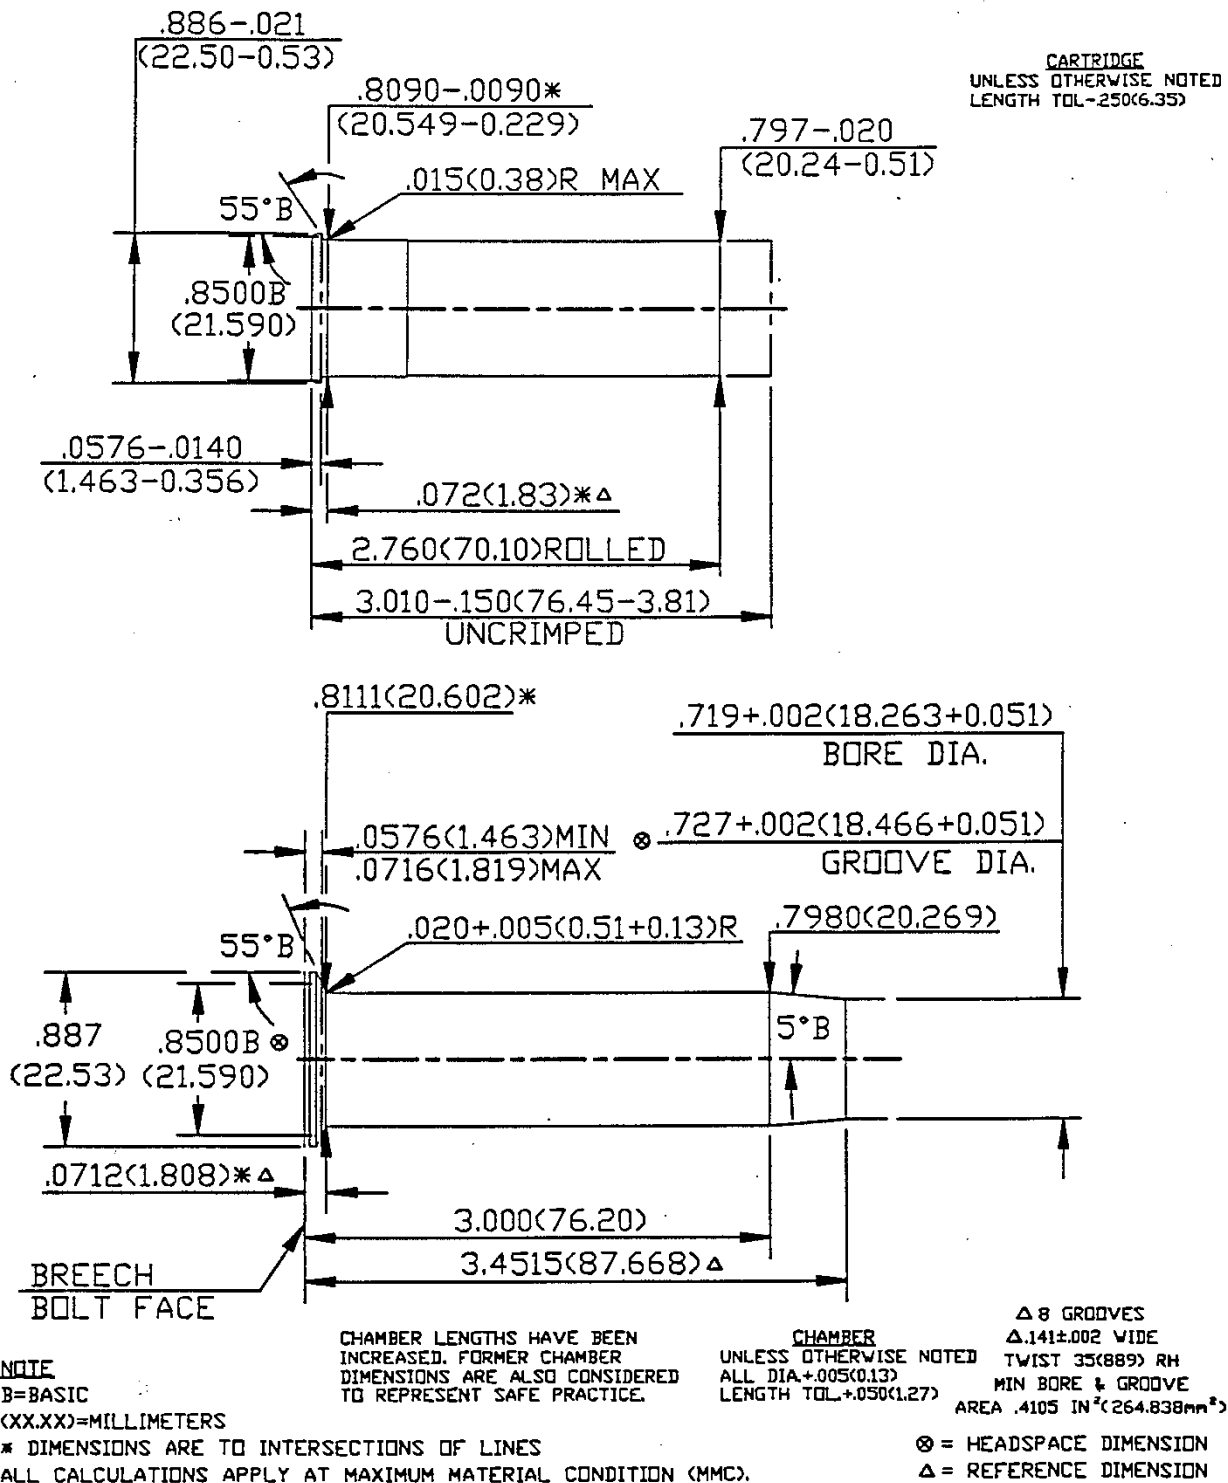 .886-.021
(22.50-0.53)
CARTRIDGE
UNLESS OTHERWISE NOTED
LENGTH TOL-.250(6.35)
.8090-.0090*
(20.549-0.229)
.797-.020
(20.24-0.51)
.015(0.38)R MAX
55°B
.8500B
(21.590)
.0576-.0140
(1.463-0.356)
.072(1.83)*Δ
2.760(70.10)ROLLED
3.010-.150(76.45-3.81)
UNCRIMPED
.8111(20.602)*
.719+.002(18.263+0.051)
BORE DIA.
.0576(1.463)MIN
.0716(1.819)MAX
⊗ .727+.002(18.466+0.051)
GROOVE DIA.
.020+.005(0.51+0.13)R
.7980(20.269)
55°B
5°B
.887
(22.53)
.8500B ⊗
(21.590)
.0712(1.808)*Δ
3.000(76.20)
3.4515(87.668)Δ
BREECH
BOLT FACE
NOTE
B=BASIC
(XX.XX)=MILLIMETERS
* DIMENSIONS ARE TO INTERSECTIONS OF LINES
ALL CALCULATIONS APPLY AT MAXIMUM MATERIAL CONDITION (MMC).
CHAMBER LENGTHS HAVE BEEN
INCREASED. FORMER CHAMBER
DIMENSIONS ARE ALSO CONSIDERED
TO REPRESENT SAFE PRACTICE.
CHAMBER
UNLESS OTHERWISE NOTED
ALL DIA+.005(0.13)
LENGTH TOL.+.050(1.27)
Δ 8 GROOVES
Δ.141±.002 WIDE
TWIST 35(889) RH
MIN BORE & GROOVE
AREA .4105 IN²(264.838mm²)
⊗ = HEADSPACE DIMENSION
Δ = REFERENCE DIMENSION